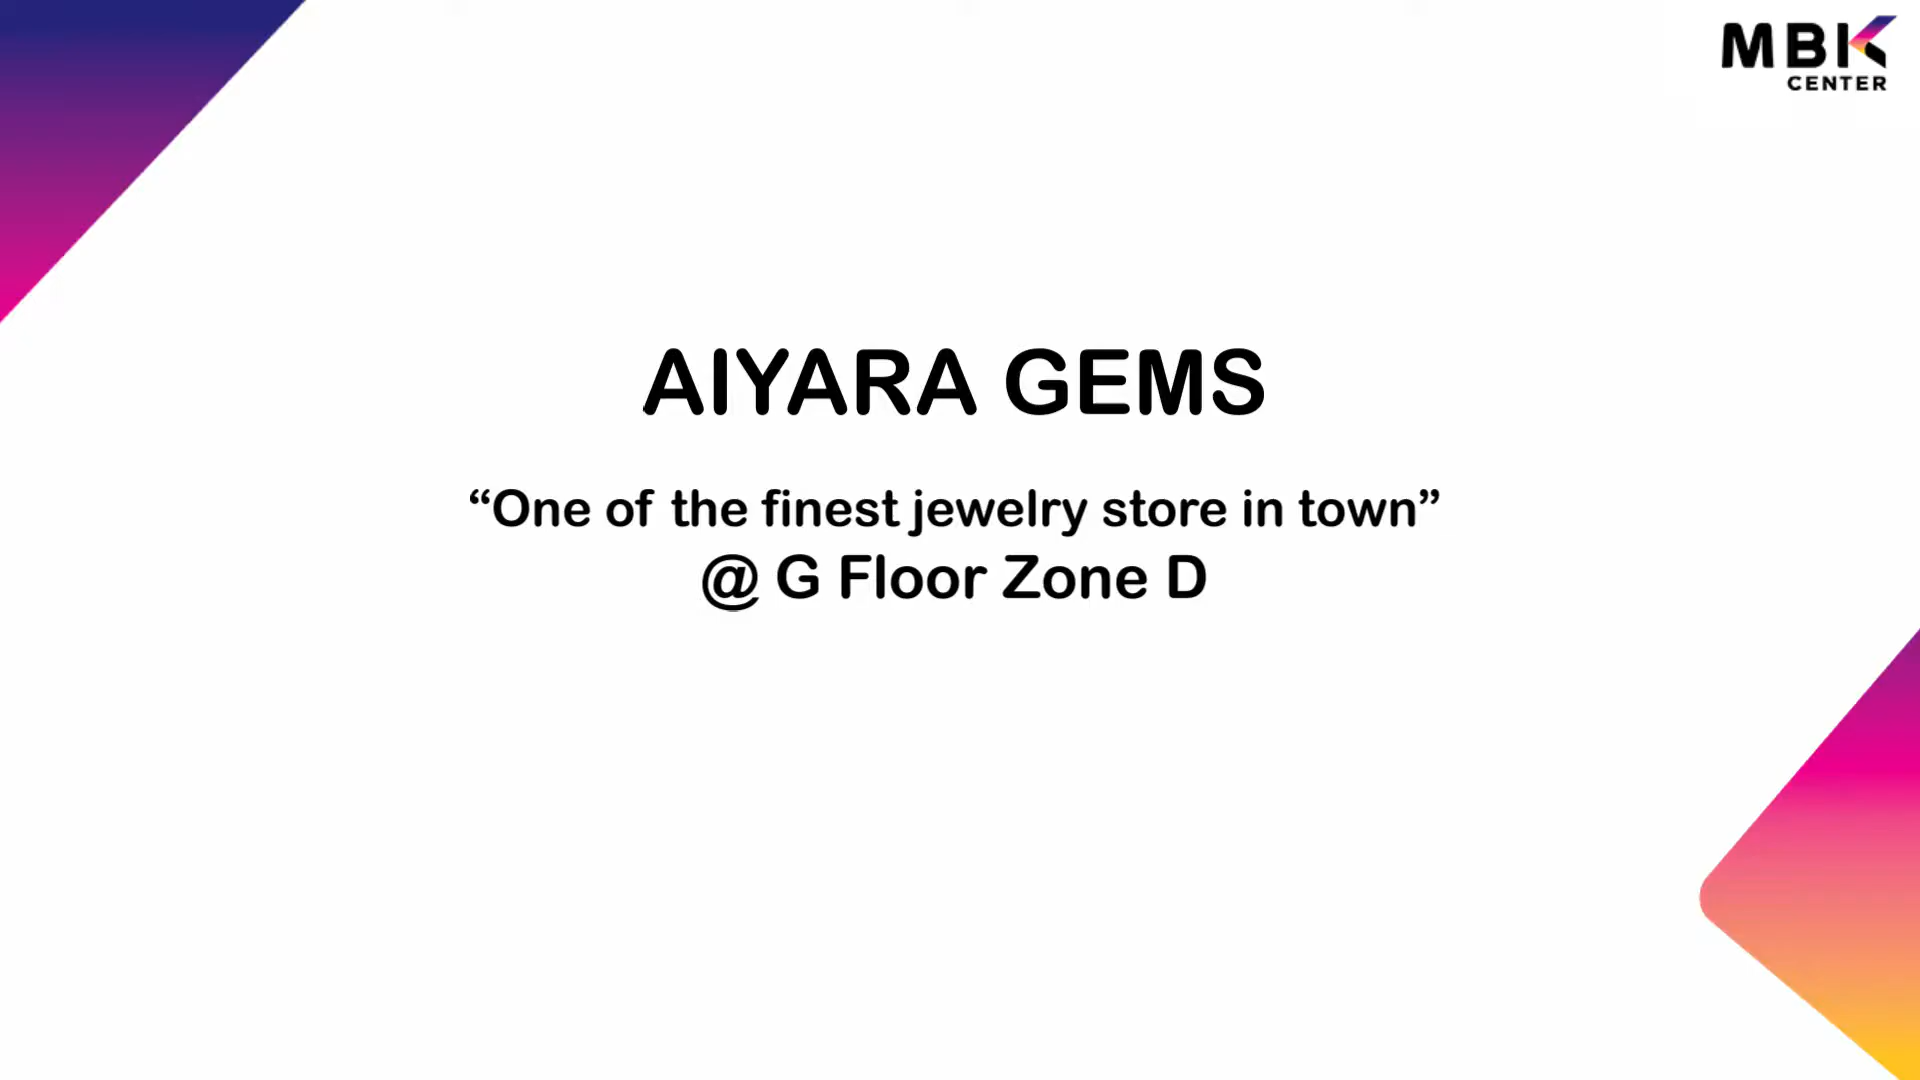 MBK
CENTER
AIYARA GEMS
“One of the finest jewelry store in town”
@ G Floor Zone D